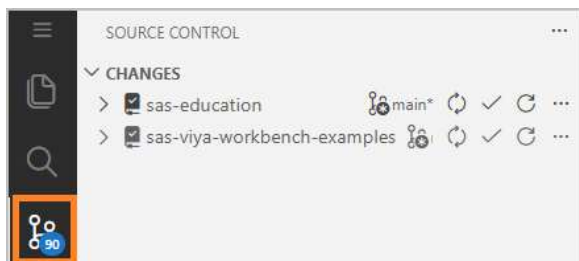 SOURCE CONTROL
CHANGES
sas-education main*
sas-viya-workbench-examples
90